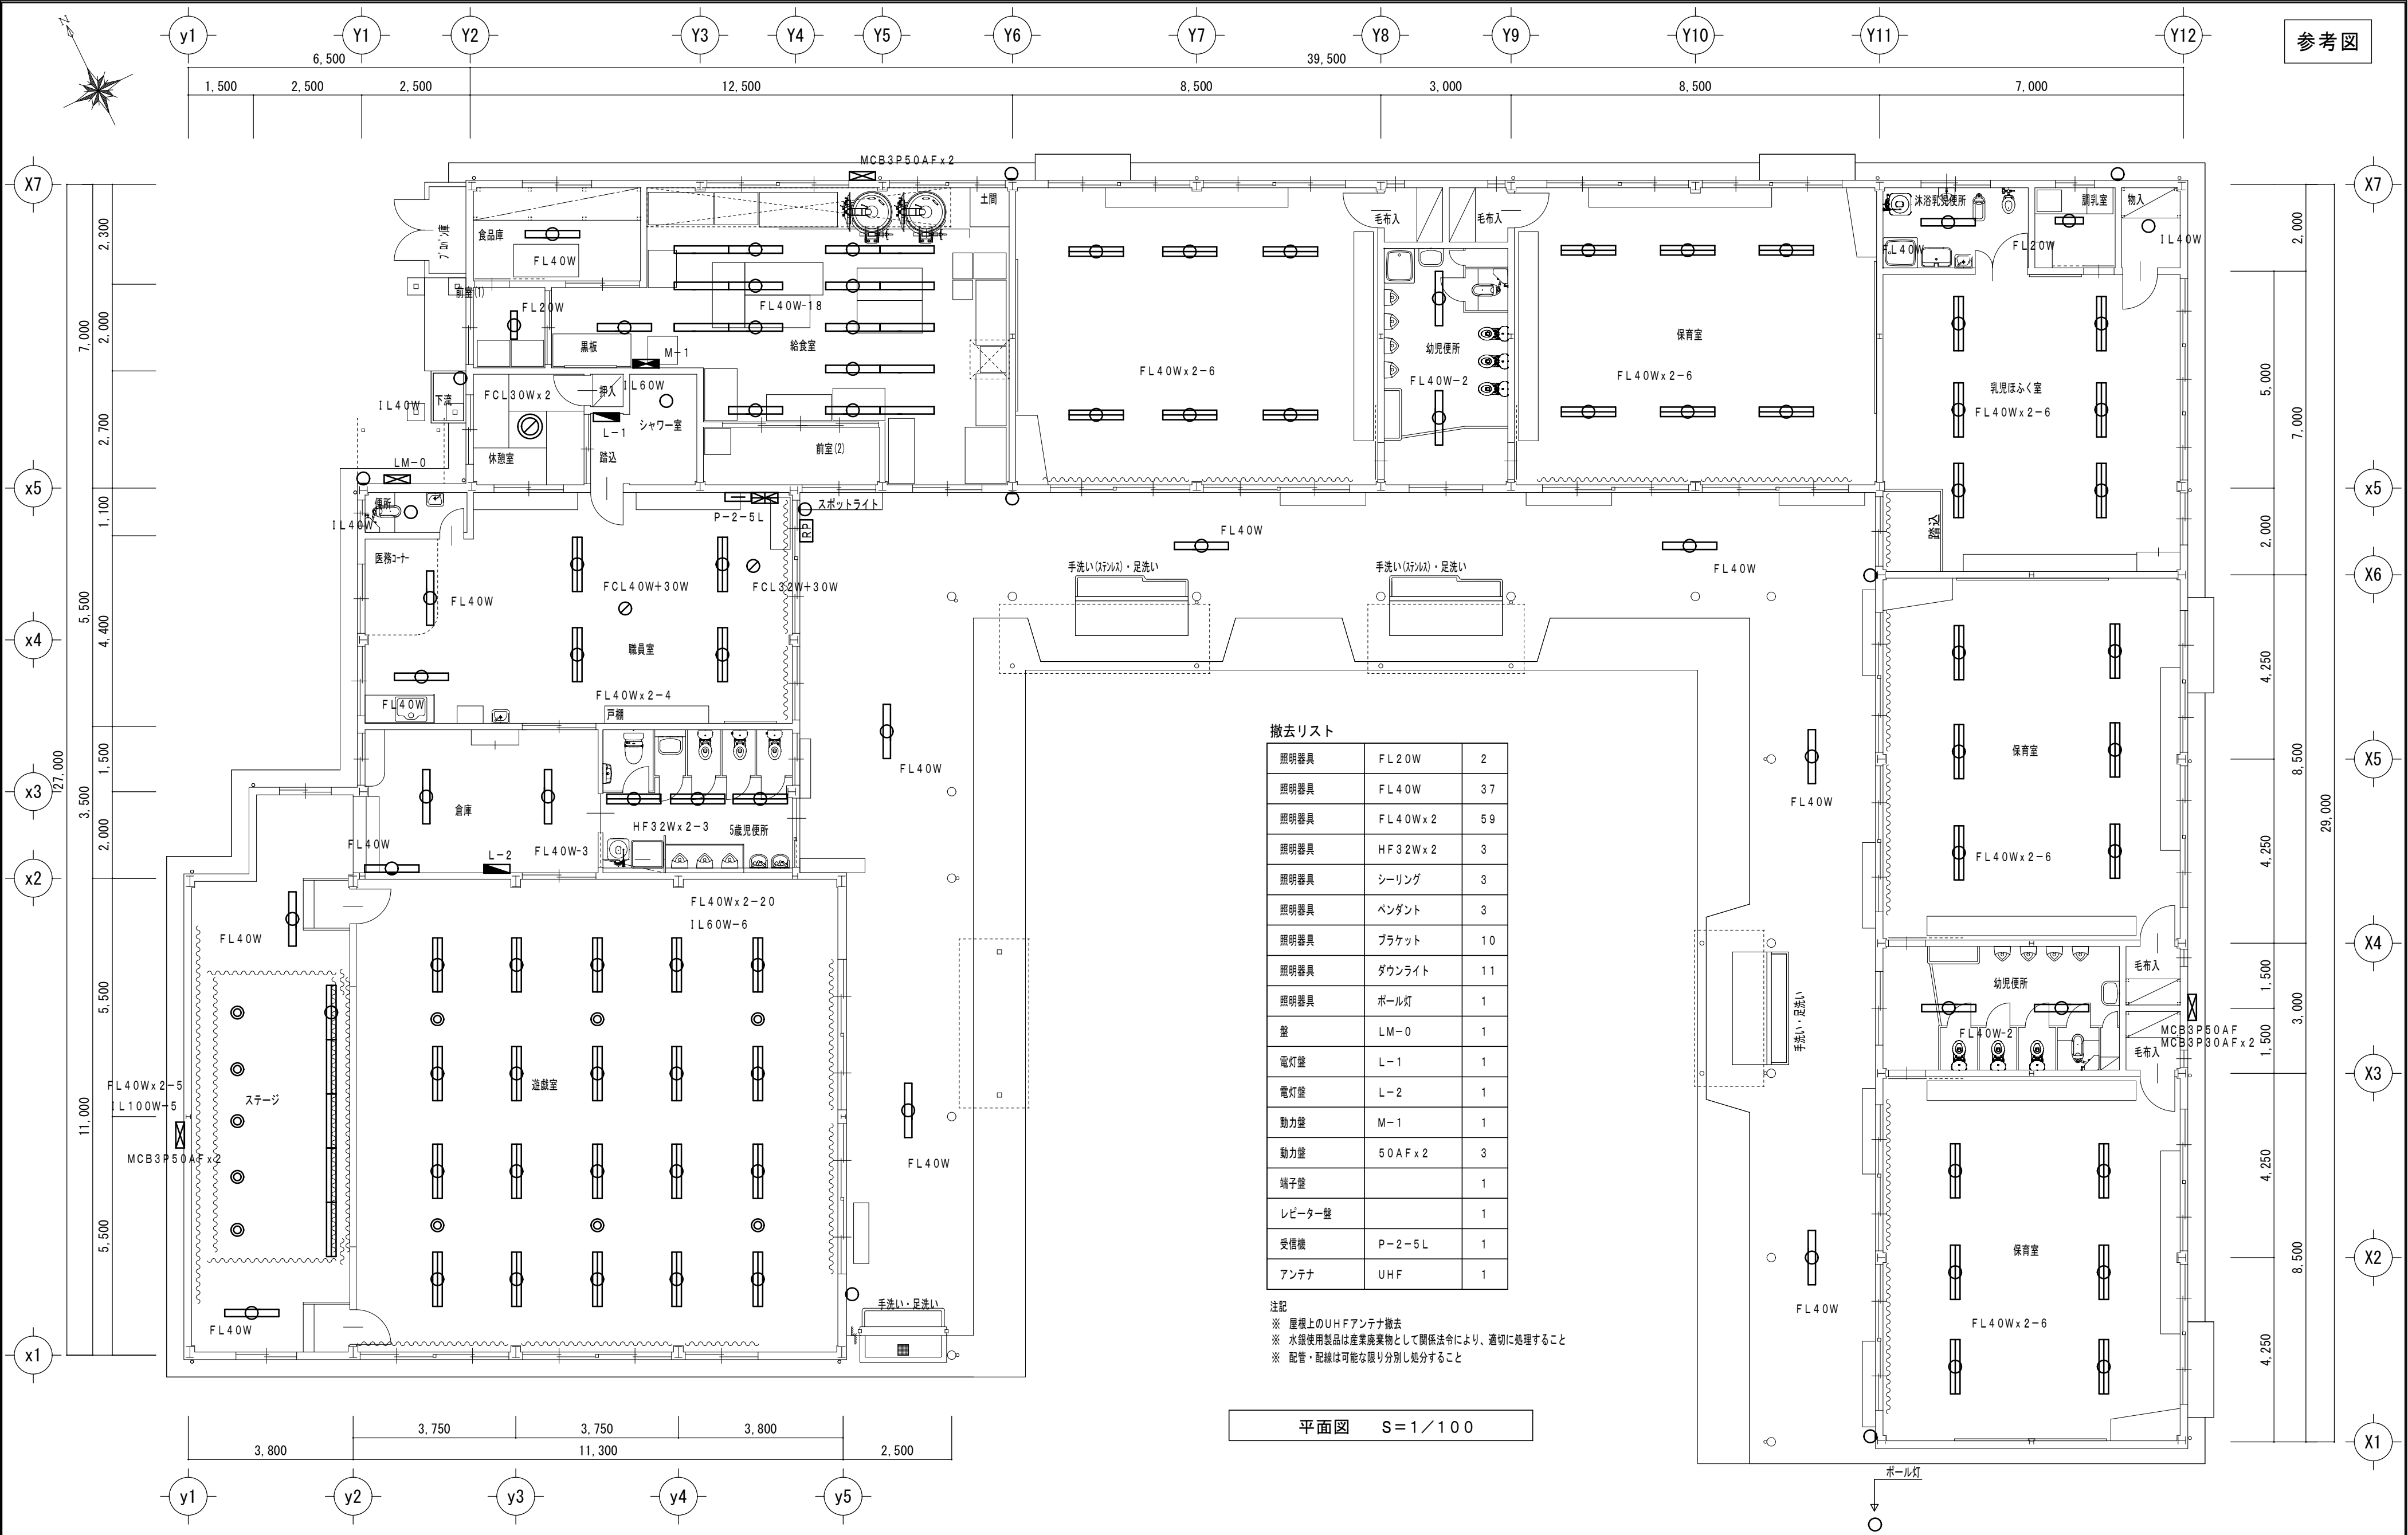 N
y1 Y1 Y2 Y3 Y4 Y5 Y6 Y7 Y8 Y9 Y10 Y11 Y12
参考図
6,500 39,500
1,500 2,500 2,500 12,500 8,500 3,000 8,500 7,000
MCB3P50AFx2
X7 X7
プロパン庫
食品庫
FL40W
土間
毛布入
毛布入
沐浴乳児便所
調乳室
物入
FL40W
FL20W
IL40W
2,300
2,000
前室(1)
FL20W
FL40W-18
給食室
黒板
M-1
保育室
幼児便所
FL40Wx2-6
FL40W-2
FL40Wx2-6
乳児ほふく室
FL40Wx2-6
7,000
2,000
5,000
7,000
下流
IL40W
FCL30Wx2
押入
IL60W
L-1
シャワー室
前室(2)
休憩室
踏込
2,700
LM-0
x5 x5
便所
IL40W
P-2-5L
スポットライト
RP
1,100
踏込
2,000
医務コーナー
FL40W
FL40W
FL40W
FCL40W+30W
FCL32W+30W
手洗い(ステンレス)・足洗い
手洗い(ステンレス)・足洗い
X6
5,500
4,400
x4
職員室
FL40Wx2-4
FL40W
戸棚
4,250
27,000
1,500
FL40W
FL40W
保育室
X5
8,500
x3
3,500
2,000
倉庫
HF32Wx2-3
5歳児便所
FL40W
L-2
FL40W-3
29,000
4,250
FL40Wx2-6
x2
FL40Wx2-20
IL60W-6
FL40W
X4
毛布入
幼児便所
1,500
3,000
FL40W-2
MCB3P50AF
MCB3P30AFx2
毛布入
1,500
手洗い・足洗い
X3
5,500
11,000
5,500
FL40Wx2-5
IL100W-5
ステージ
遊戯室
MCB3P50AFx2
FL40W
4,250
保育室
X2
8,500
FL40W
FL40Wx2-6
4,250
手洗い・足洗い
FL40W
x1
X1
撤去リスト
照明器具 FL20W 2
照明器具 FL40W 37
照明器具 FL40Wx2 59
照明器具 HF32Wx2 3
照明器具 シーリング 3
照明器具 ペンダント 3
照明器具 ブラケット 10
照明器具 ダウンライト 11
照明器具 ポール灯 1
盤 LM-0 1
電灯盤 L-1 1
電灯盤 L-2 1
動力盤 M-1 1
動力盤 50AFx2 3
端子盤 1
レピーター盤 1
受信機 P-2-5L 1
アンテナ UHF 1
注記
※ 屋根上のUHFアンテナ撤去
※ 水銀使用製品は産業廃棄物として関係法令により、適切に処理すること
※ 配管・配線は可能な限り分別し処分すること
平面図 S=1/100
3,750 3,750 3,800
3,800 11,300 2,500
y1 y2 y3 y4 y5
ポール灯